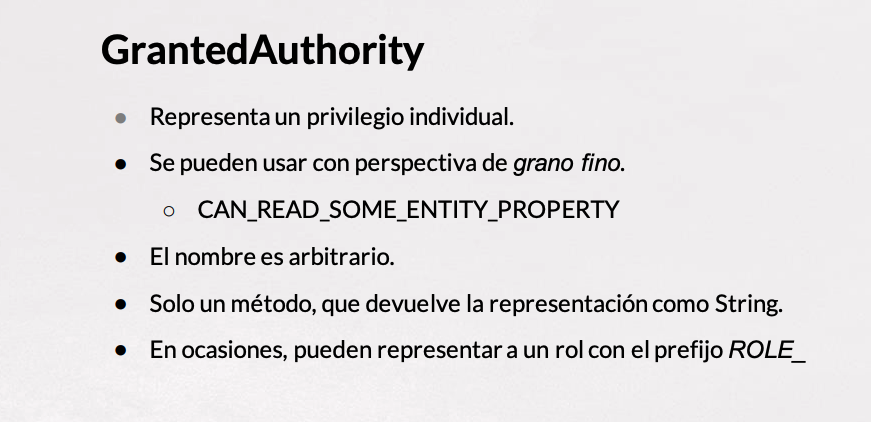 GrantedAuthority
● Representa un privilegio individual.
● Se pueden usar con perspectiva de grano fino.
○ CAN_READ_SOME_ENTITY_PROPERTY
● El nombre es arbitrario.
● Solo un método, que devuelve la representación como String.
● En ocasiones, pueden representar a un rol con el prefijo ROLE_